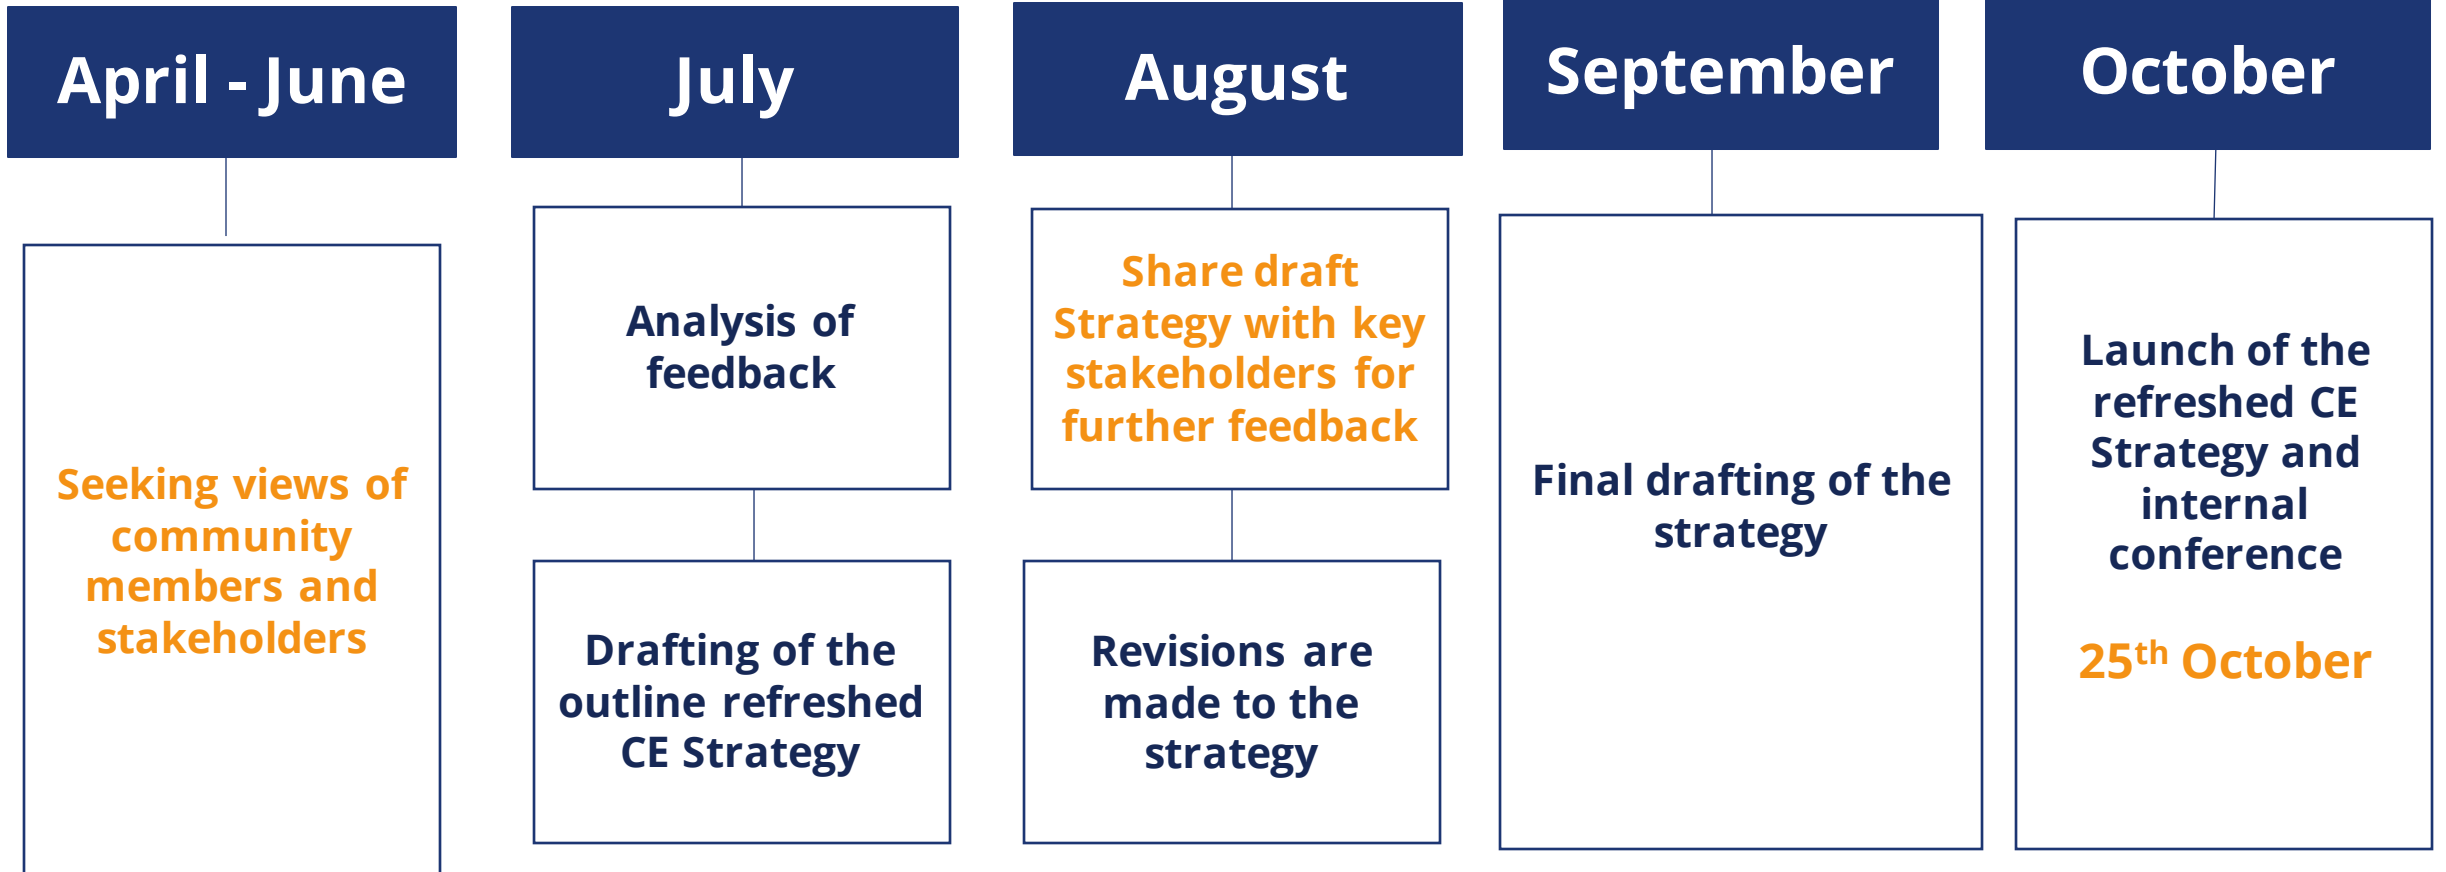 April - June
Seeking views of
community
members and
stakeholders
July
Analysis of
feedback
Drafting of the
outline refreshed
CE Strategy
August
Share draft
Strategy with key
stakeholders for
further feedback
Revisions are
made to the
strategy
September
Final drafting of the
strategy
October
Launch of the
refreshed CE
Strategy and
internal
conference
25th October